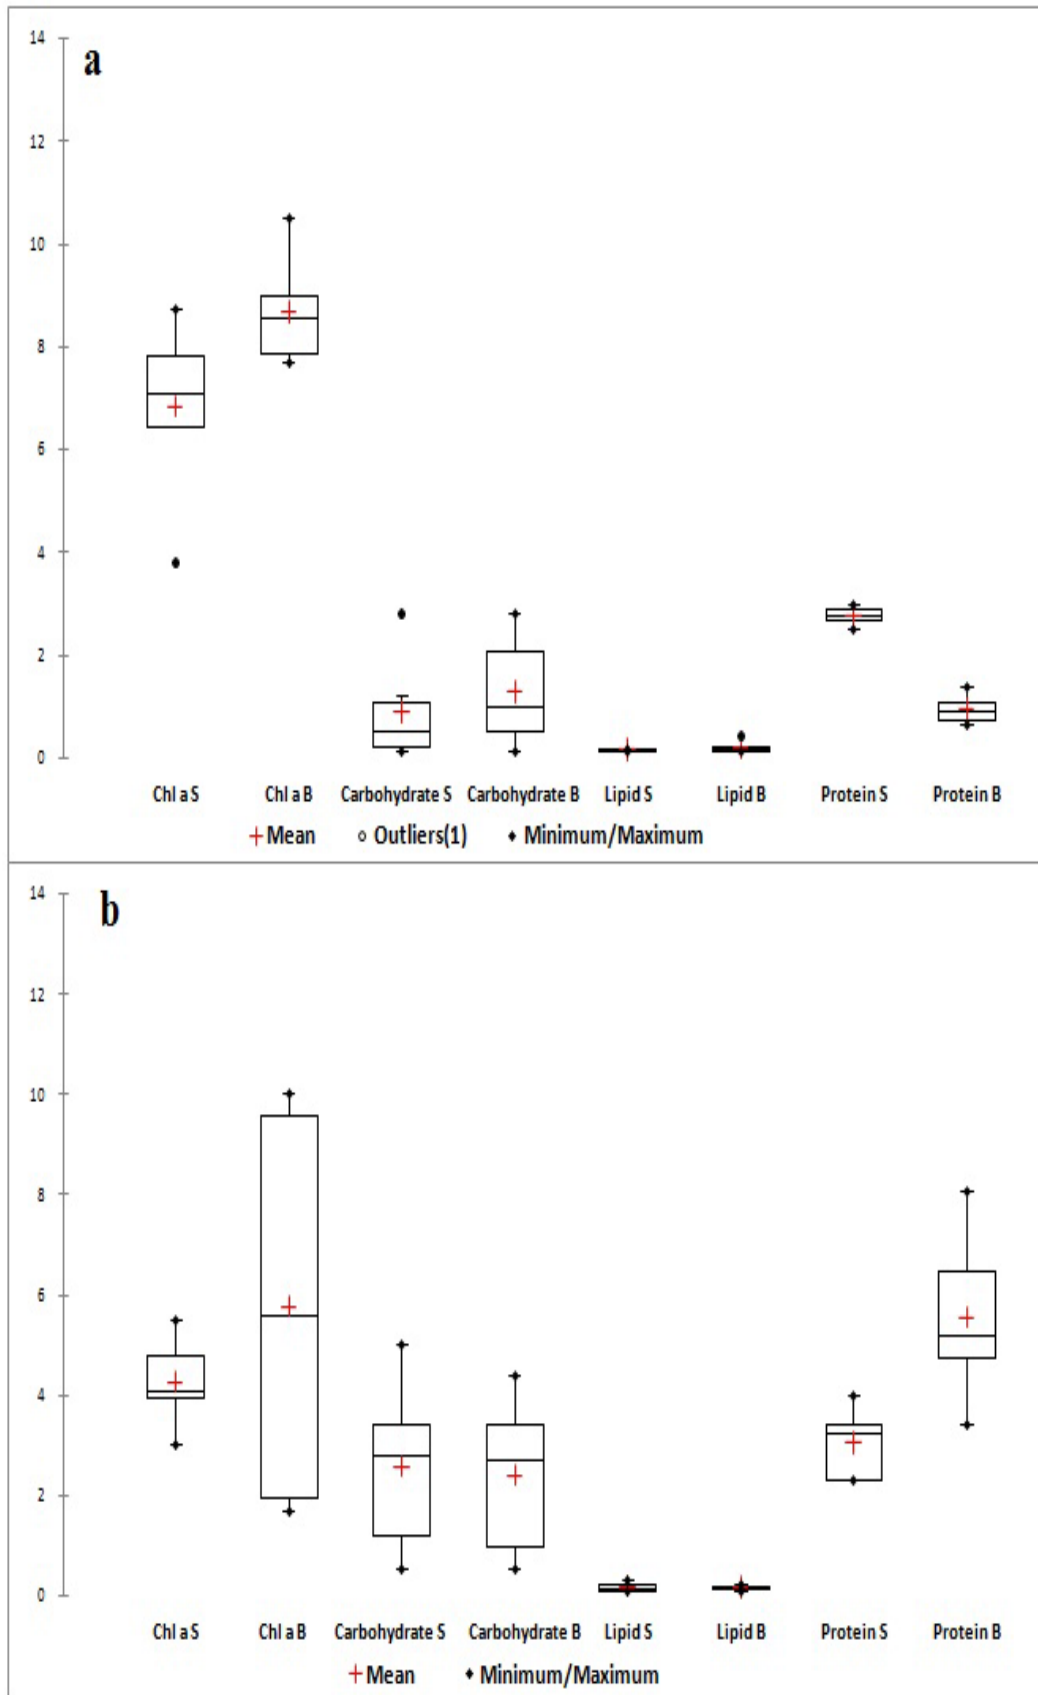 a
14
12
10
8
6
4
2
0
Chl a S Chl a B Carbohydrate S Carbohydrate B Lipid S Lipid B Protein S Protein B
Mean Outliers(1) Minimum/Maximum
b
14
12
10
8
6
4
2
0
Chl a S Chl a B Carbohydrate S Carbohydrate B Lipid S Lipid B Protein S Protein B
Mean Minimum/Maximum